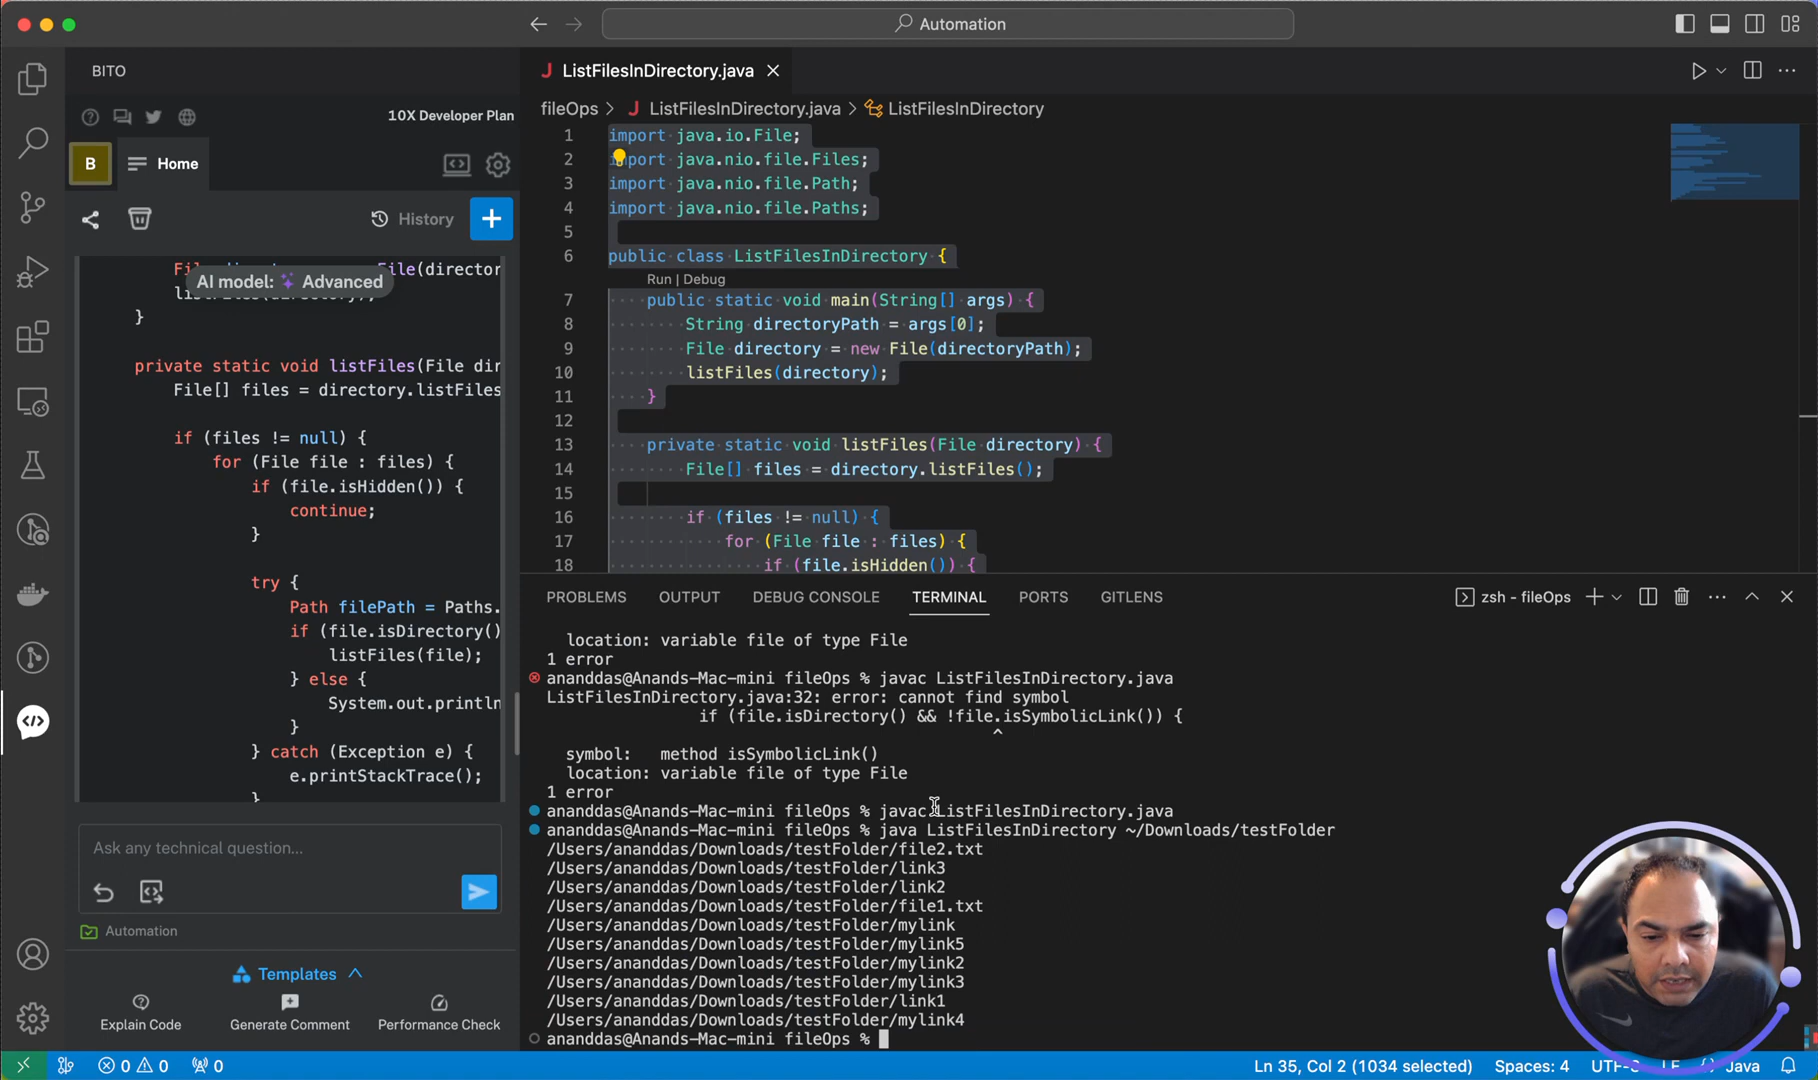 Automation
BITO
10X Developer Plan
B
Home
History
AI model: Advanced
}
private static void listFiles(File dir
File[] files = directory.listFiles
if (files != null) {
for (File file : files) {
if (file.isHidden()) {
continue;
}
try {
Path filePath = Paths.
if (file.isDirectory()
listFiles(file);
} else {
System.out.println
}
} catch (Exception e) {
e.printStackTrace();
}
Ask any technical question...
Automation
Templates
Explain Code
Generate Comment
Performance Check
ListFilesInDirectory.java
fileOps > ListFilesInDirectory.java > ListFilesInDirectory
1 import java.io.File;
2 import java.nio.file.Files;
3 import java.nio.file.Path;
4 import java.nio.file.Paths;
5
6 public class ListFilesInDirectory {
Run | Debug
7 public static void main(String[] args) {
8 String directoryPath = args[0];
9 File directory = new File(directoryPath);
10 listFiles(directory);
11 }
12
13 private static void listFiles(File directory) {
14 File[] files = directory.listFiles();
15
16 if (files != null) {
17 for (File file : files) {
18 if (file.isHidden()) {
PROBLEMS OUTPUT DEBUG CONSOLE TERMINAL PORTS GITLENS
zsh - fileOps
location: variable file of type File
1 error
ananddas@Anands-Mac-mini fileOps % javac ListFilesInDirectory.java
ListFilesInDirectory.java:32: error: cannot find symbol
if (file.isDirectory() && !file.isSymbolicLink()) {
^
symbol: method isSymbolicLink()
location: variable file of type File
1 error
ananddas@Anands-Mac-mini fileOps % javac ListFilesInDirectory.java
ananddas@Anands-Mac-mini fileOps % java ListFilesInDirectory ~/Downloads/testFolder
/Users/ananddas/Downloads/testFolder/file2.txt
/Users/ananddas/Downloads/testFolder/link3
/Users/ananddas/Downloads/testFolder/link2
/Users/ananddas/Downloads/testFolder/file1.txt
/Users/ananddas/Downloads/testFolder/mylink
/Users/ananddas/Downloads/testFolder/mylink5
/Users/ananddas/Downloads/testFolder/mylink2
/Users/ananddas/Downloads/testFolder/mylink3
/Users/ananddas/Downloads/testFolder/link1
/Users/ananddas/Downloads/testFolder/mylink4
ananddas@Anands-Mac-mini fileOps %
0 0 0
Ln 35, Col 2 (1034 selected) Spaces: 4 Java